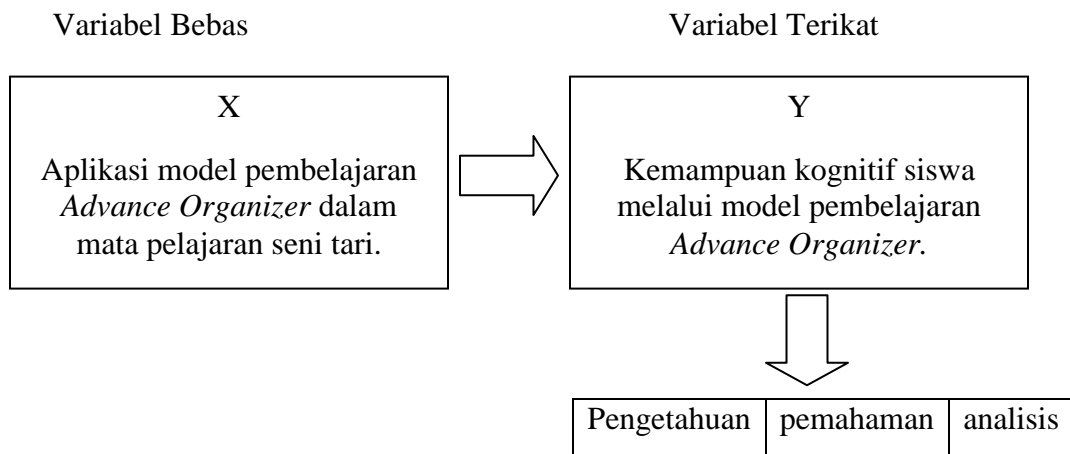 Variabel Bebas
Variabel Terikat
X
Aplikasi model pembelajaran
Advance Organizer dalam
mata pelajaran seni tari.
Y
Kemampuan kognitif siswa
melalui model pembelajaran
Advance Organizer.
Pengetahuan pemahaman analisis